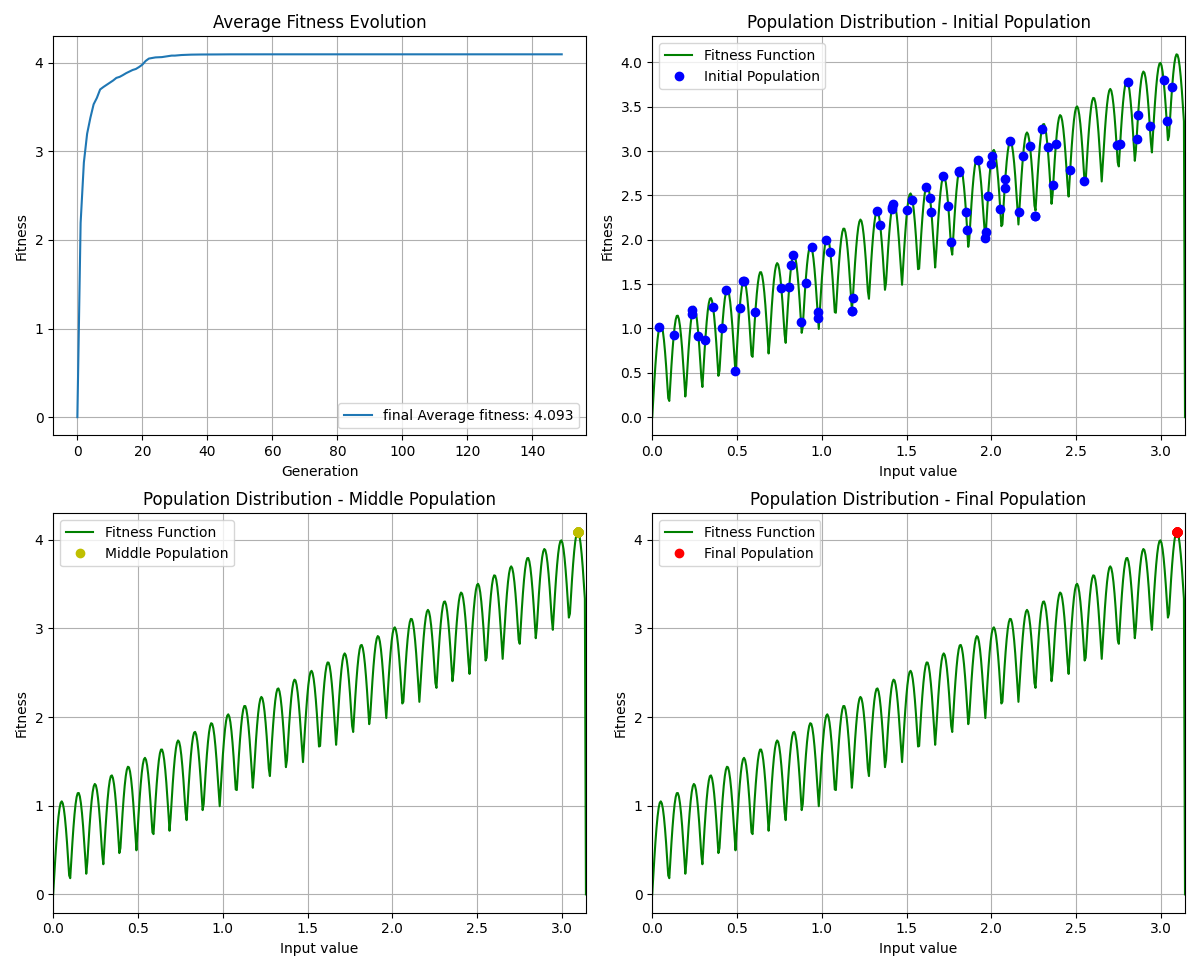 Average Fitness Evolution
Fitness
4
3
2
1
0
final Average fitness: 4.093
0 20 40 60 80 100 120 140
Generation
Population Distribution - Initial Population
Fitness
4.0
3.5
3.0
2.5
2.0
1.5
1.0
0.5
0.0
Fitness Function
Initial Population
0.0 0.5 1.0 1.5 2.0 2.5 3.0
Input value
Population Distribution - Middle Population
Fitness
4
3
2
1
0
Fitness Function
Middle Population
0.0 0.5 1.0 1.5 2.0 2.5 3.0
Input value
Population Distribution - Final Population
Fitness
4
3
2
1
0
Fitness Function
Final Population
0.0 0.5 1.0 1.5 2.0 2.5 3.0
Input value